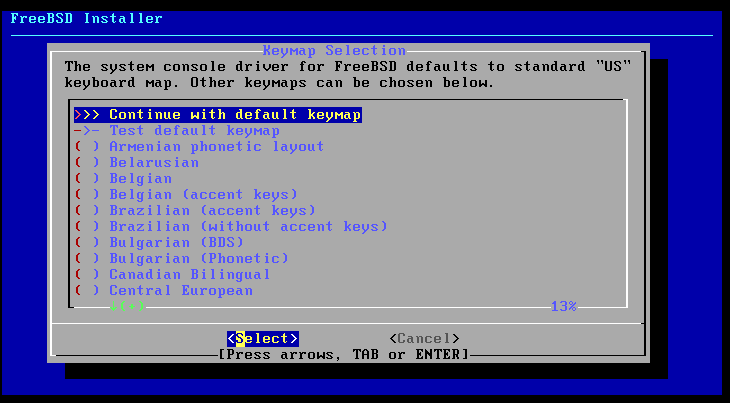 FreeBSD Installer
Keymap Selection
The system console driver for FreeBSD defaults to standard "US"
keyboard map. Other keymaps can be chosen below.
>>> Continue with default keymap
->- Test default keymap
( ) Armenian phonetic layout
( ) Belarusian
( ) Belgian
( ) Belgian (accent keys)
( ) Brazilian (accent keys)
( ) Brazilian (without accent keys)
( ) Bulgarian (BDS)
( ) Bulgarian (Phonetic)
( ) Canadian Bilingual
( ) Central European
↓(+) 13%
<Select> <Cancel>
[Press arrows, TAB or ENTER]